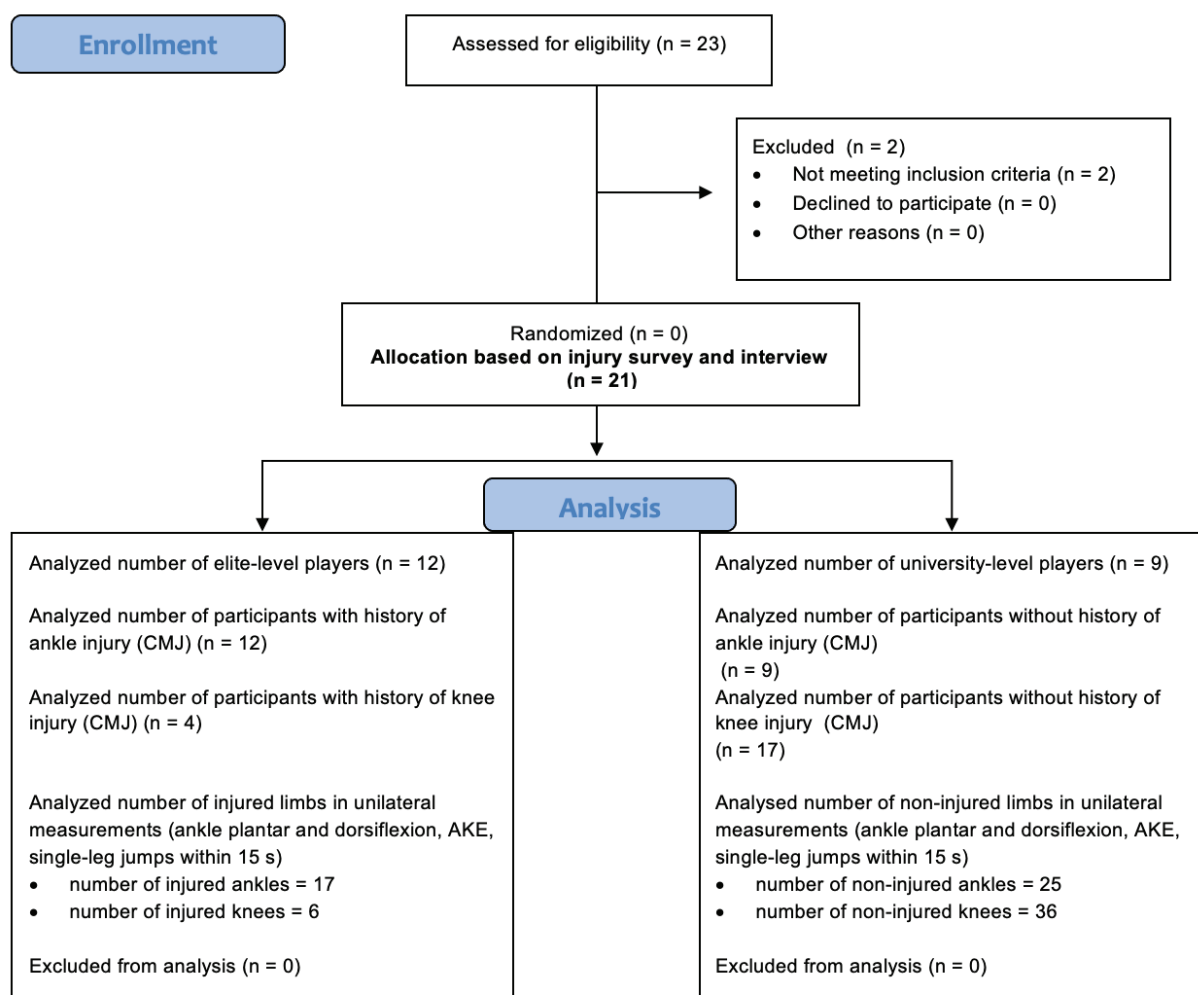 Enrollment
Assessed for eligibility (n = 23)
Excluded  (n = 2)
• Not meeting inclusion criteria (n = 2)
• Declined to participate (n = 0)
• Other reasons (n = 0)
Randomized (n = 0)
Allocation based on injury survey and interview
(n = 21)
Analysis
Analyzed number of elite-level players (n = 12)
Analyzed number of participants with history of
ankle injury (CMJ) (n = 12)
Analyzed number of participants with history of knee
injury (CMJ) (n = 4)
Analyzed number of injured limbs in unilateral
measurements (ankle plantar and dorsiflexion, AKE,
single-leg jumps within 15 s)
• number of injured ankles = 17
• number of injured knees = 6
Excluded from analysis (n = 0)
Analyzed number of university-level players (n = 9)
Analyzed number of participants without history of
ankle injury (CMJ)
(n = 9)
Analyzed number of participants without history of
knee injury  (CMJ)
(n = 17)
Analysed number of non-injured limbs in unilateral
measurements (ankle plantar and dorsiflexion, AKE,
single-leg jumps within 15 s)
• number of non-injured ankles = 25
• number of non-injured knees = 36
Excluded from analysis (n = 0)